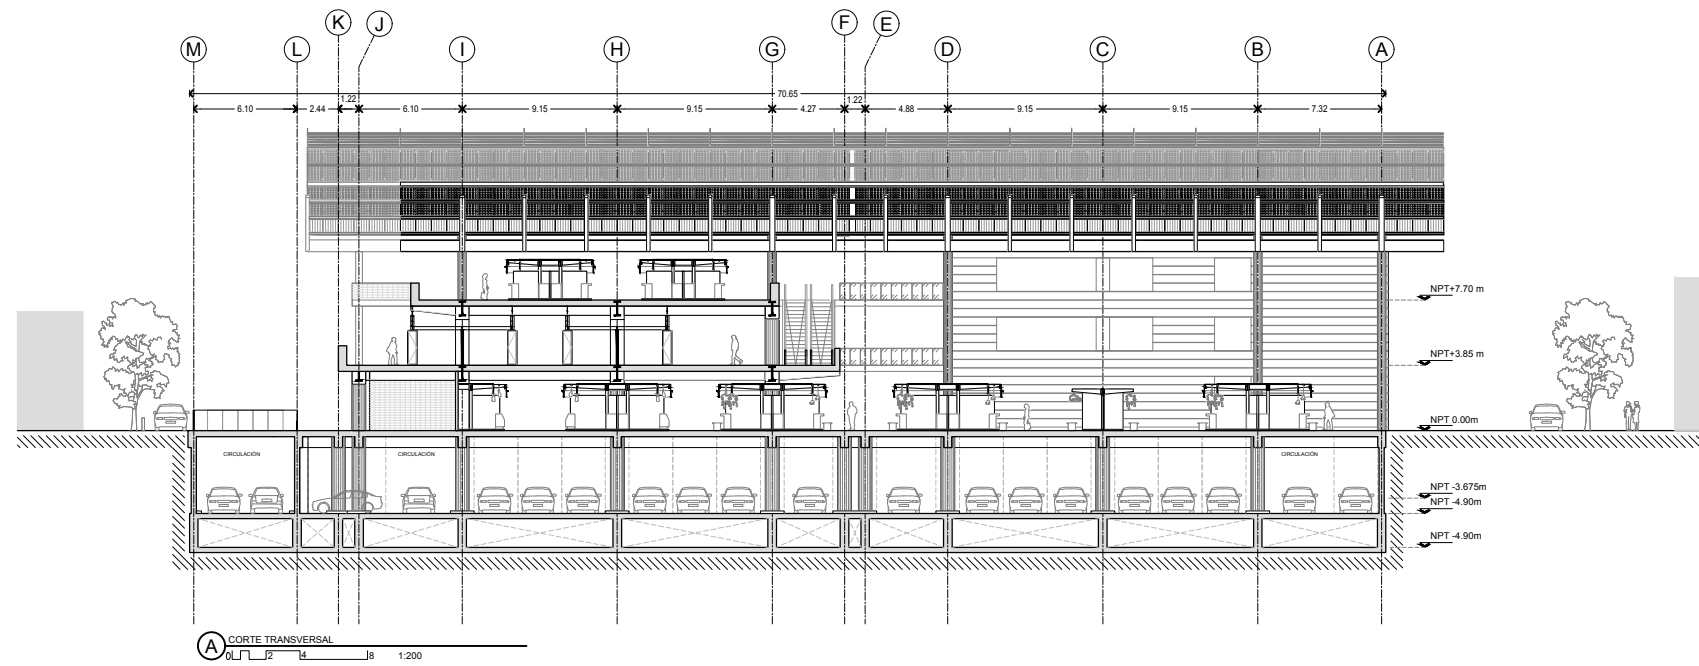 K J F E
M L I H G D C B A
70.65
6.10 2.44 1.22 6.10 9.15 9.15 4.27 1.22 4.88 9.15 9.15 7.32
NPT+7.70 m
NPT+3.85 m
NPT 0.00m
CIRCULACIÓN CIRCULACIÓN CIRCULACIÓN
NPT -3.675m
NPT -4.90m
NPT -4.90m
A CORTE TRANSVERSAL
0 2 4 8 1:200